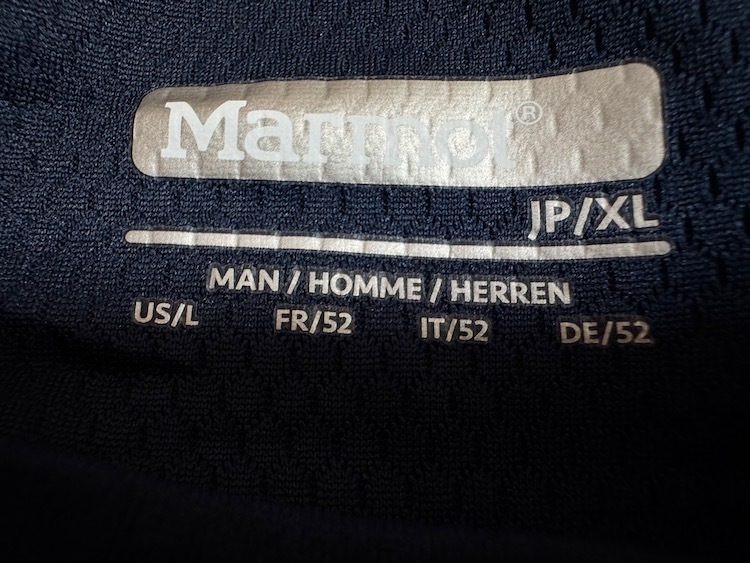 Marmot®
JP/XL
MAN / HOMME / HERREN
US/L FR/52 IT/52 DE/52